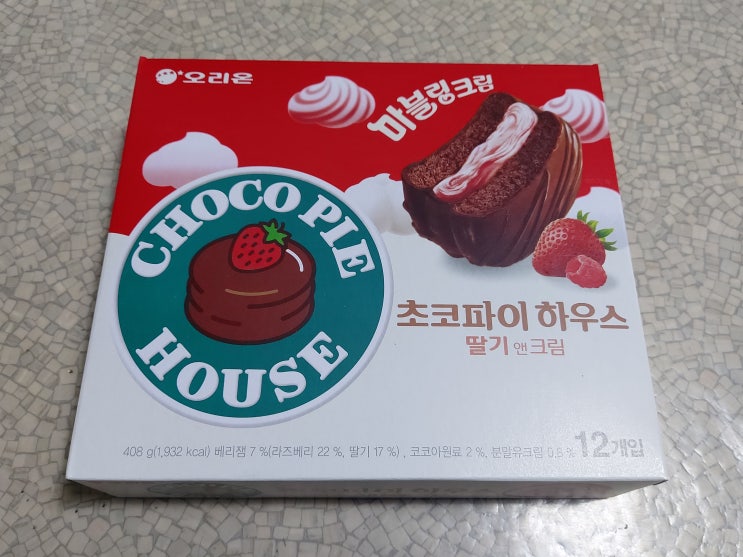 오리온
마블링크림
CHOCO PIE
HOUSE
초코파이 하우스
딸기 앤 크림
408 g(1,932 kcal) 베리잼 7 %(라즈베리 22 %, 딸기 17 %) , 코코아원료 2 %, 분말유크림 0.8 % 12개입